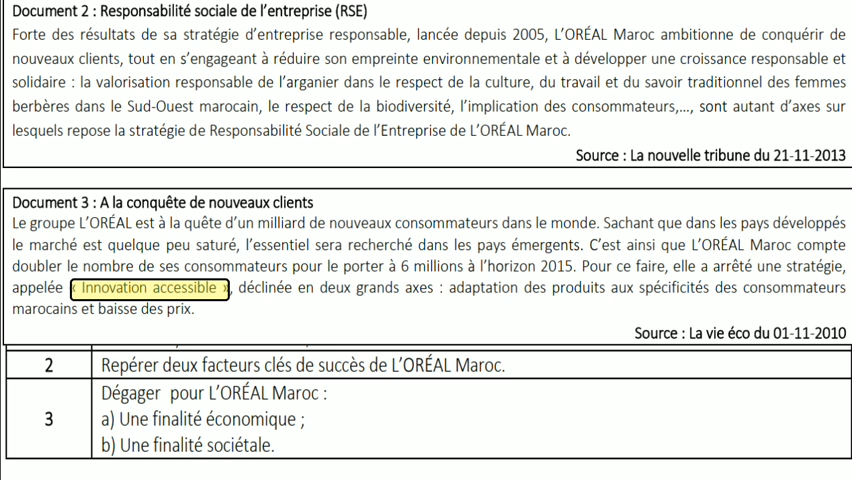 Document 2 : Responsabilité sociale de l'entreprise (RSE)
Forte des résultats de sa stratégie d'entreprise responsable, lancée depuis 2005, L'ORÉAL Maroc ambitionne de conquérir de
nouveaux clients, tout en s'engageant à réduire son empreinte environnementale et à développer une croissance responsable et
solidaire : la valorisation responsable de l'arganier dans le respect de la culture, du travail et du savoir traditionnel des femmes
berbères dans le Sud-Ouest marocain, le respect de la biodiversité, l'implication des consommateurs,..., sont autant d'axes sur
lesquels repose la stratégie de Responsabilité Sociale de l'Entreprise de L'ORÉAL Maroc.
Source : La nouvelle tribune du 21-11-2013
Document 3 : A la conquête de nouveaux clients
Le groupe L'ORÉAL est à la quête d'un milliard de nouveaux consommateurs dans le monde. Sachant que dans les pays développés
le marché est quelque peu saturé, l'essentiel sera recherché dans les pays émergents. C'est ainsi que L'ORÉAL Maroc compte
doubler le nombre de ses consommateurs pour le porter à 6 millions à l'horizon 2015. Pour ce faire, elle a arrêté une stratégie,
appelée « Innovation accessible », déclinée en deux grands axes : adaptation des produits aux spécificités des consommateurs
marocains et baisse des prix.
Source : La vie éco du 01-11-2010
2 Repérer deux facteurs clés de succès de L'ORÉAL Maroc.
Dégager pour L'ORÉAL Maroc :
3 a) Une finalité économique ;
b) Une finalité sociétale.